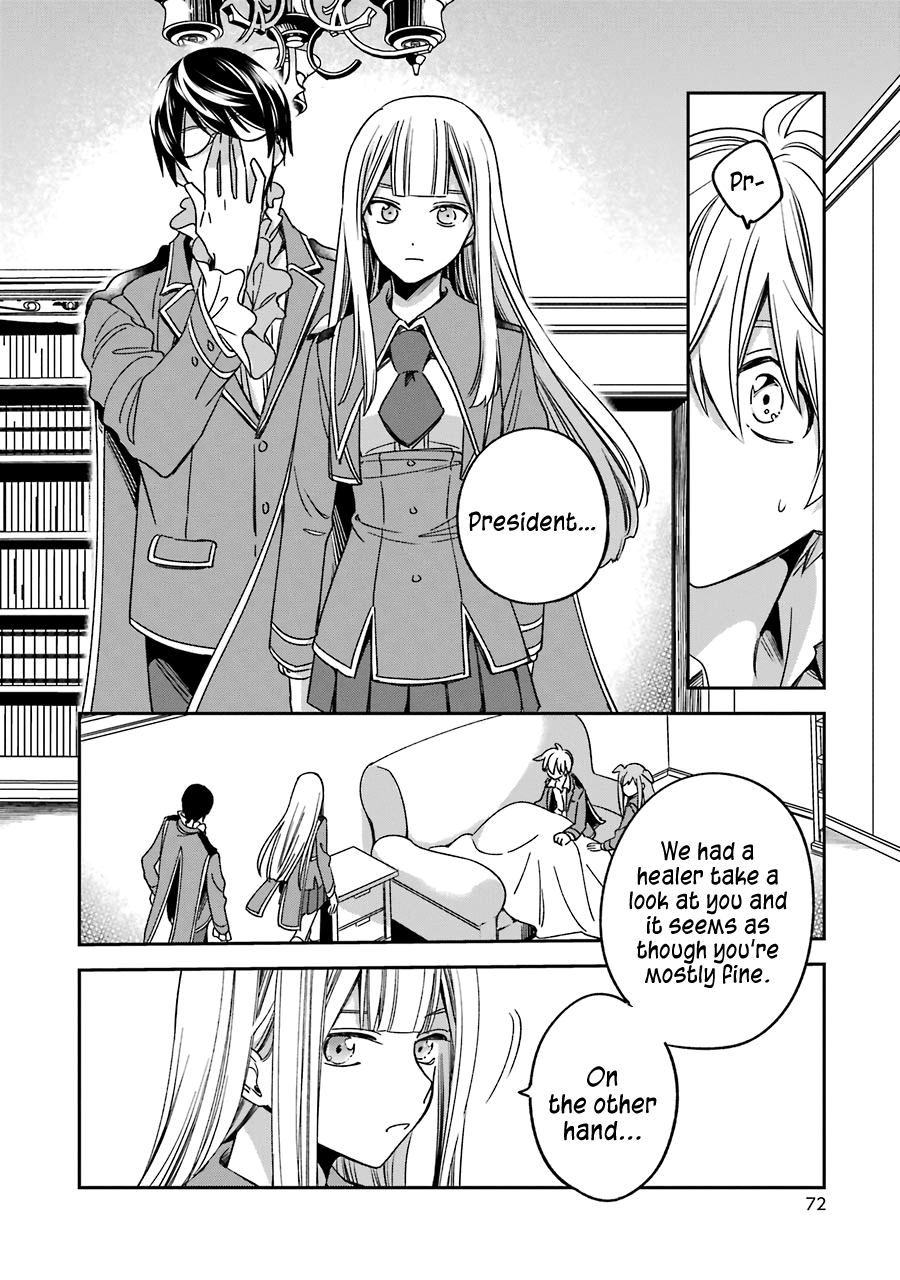 Pr-
President...
We had a
healer take a
look at you and
it seems as
though you're
mostly fine.
On
the other
hand...
72